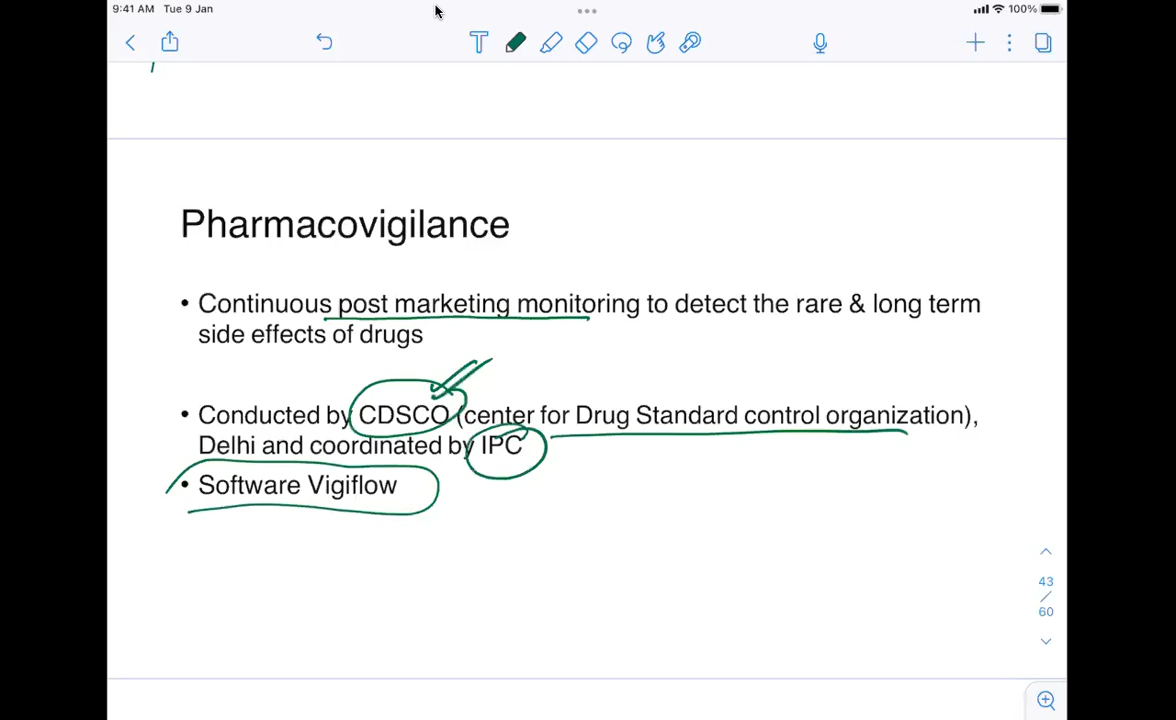 9:41 AM Tue 9 Jan
100%
Pharmacovigilance
• Continuous post marketing monitoring to detect the rare & long term
side effects of drugs
• Conducted by CDSCO (center for Drug Standard control organization),
Delhi and coordinated by IPC
• Software Vigiflow
43
/
60